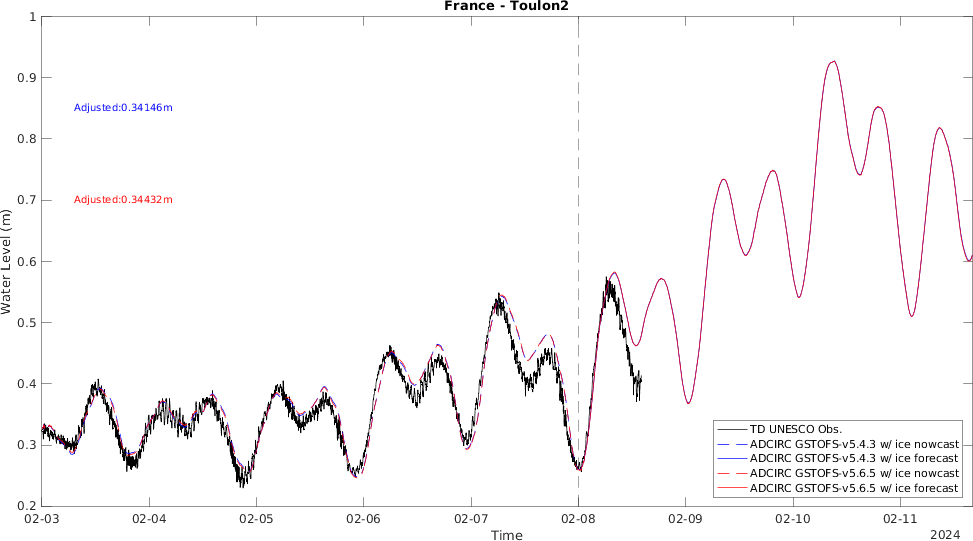 France - Toulon2
1
0.9
0.8
0.7
0.6
0.5
0.4
0.3
0.2
Water Level (m)
Adjusted:0.34146m
Adjusted:0.34432m
TD UNESCO Obs.
ADCIRC GSTOFS-v5.4.3 w/ ice nowcast
ADCIRC GSTOFS-v5.4.3 w/ ice forecast
ADCIRC GSTOFS-v5.6.5 w/ ice nowcast
ADCIRC GSTOFS-v5.6.5 w/ ice forecast
02-03 02-04 02-05 02-06 02-07 02-08 02-09 02-10 02-11
Time
2024